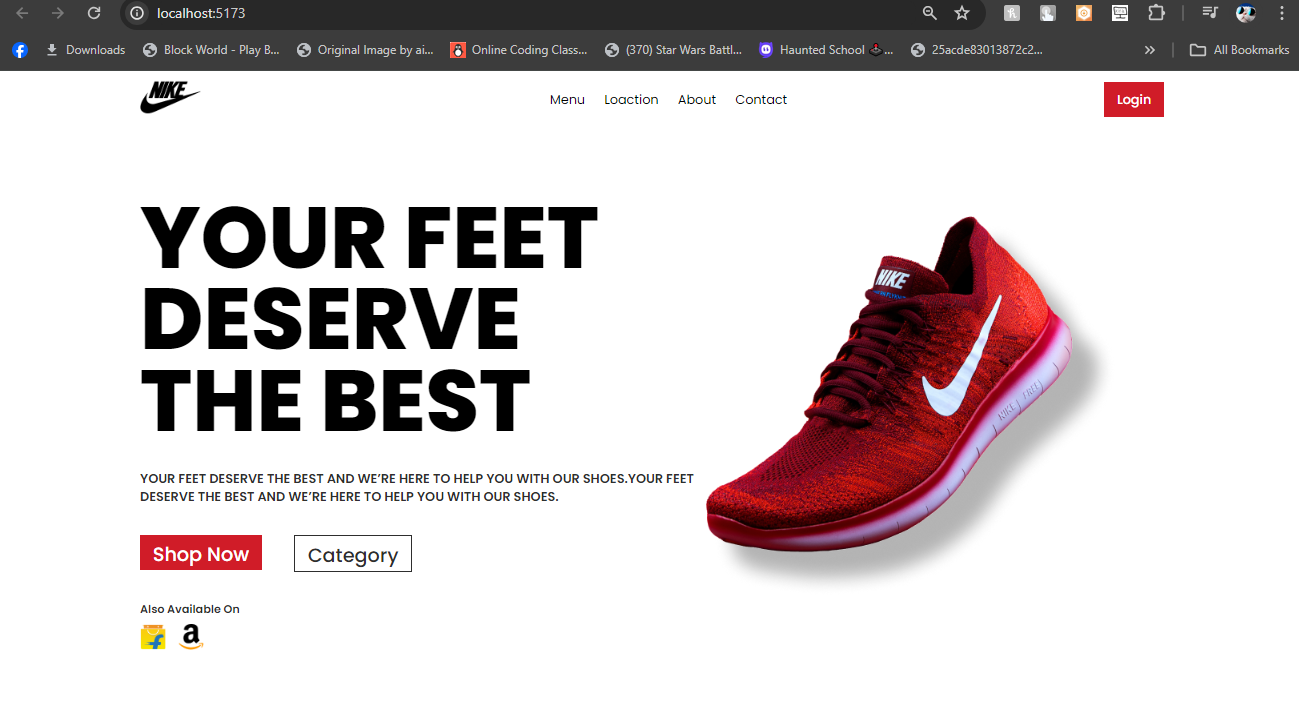 localhost:5173
Downloads
Block World - Play B...
Original Image by ai...
Online Coding Class...
(370) Star Wars Battl...
Haunted School 🕹️...
25acde83013872c2...
All Bookmarks
NIKE
Menu
Loaction
About
Contact
Login
YOUR FEET
DESERVE
THE BEST
NIKE
NIKE FREE
YOUR FEET DESERVE THE BEST AND WE’RE HERE TO HELP YOU WITH OUR SHOES.YOUR FEET
DESERVE THE BEST AND WE’RE HERE TO HELP YOU WITH OUR SHOES.
Shop Now
Category
Also Available On